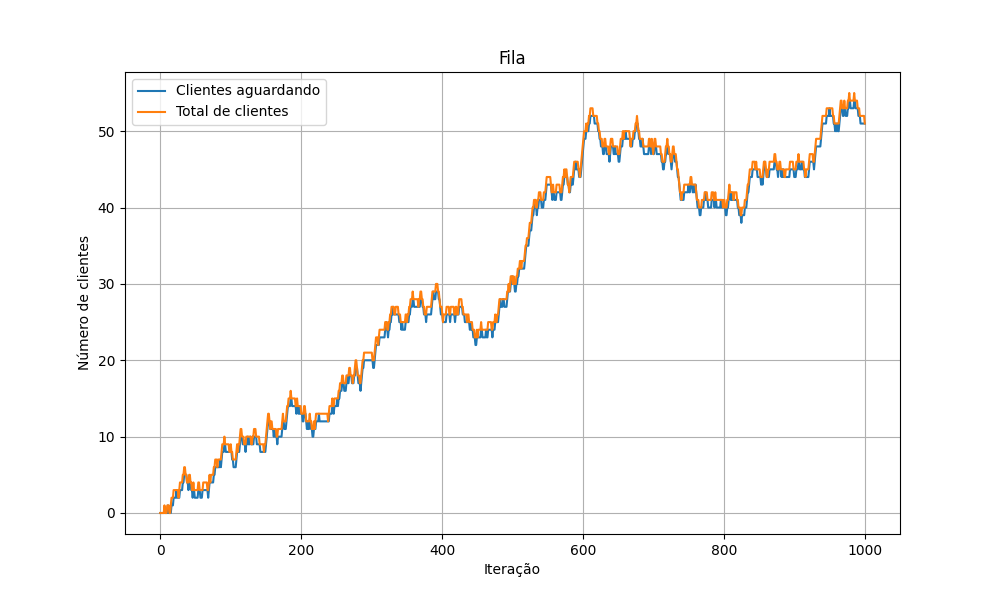 Fila
Clientes aguardando
Total de clientes
Número de clientes
50
40
30
20
10
0
0 200 400 600 800 1000
Iteração